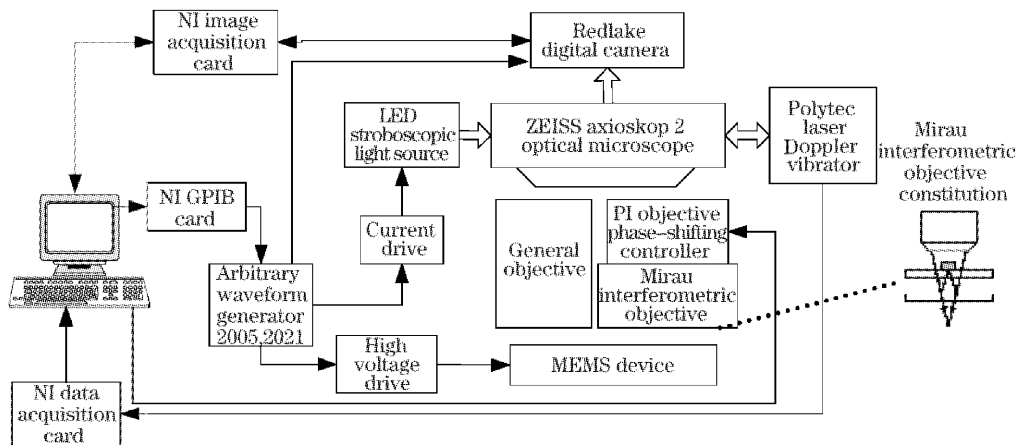 NI image
acquisition
card
Redlake
digital camera
LED
stroboscopic
light source
ZEISS axioskop 2
optical microscope
Polytec
laser
Doppler
vibrator
Mirau
interferometric
objective
constitution
NI GPIB
card
Current drive
General
objective
PI objective
phase-shifting
controller
Mirau
interferometric
objective
Arbitrary
waveform
generator
2005,2021
High
voltage
drive
MEMS device
NI data
acquisition
card